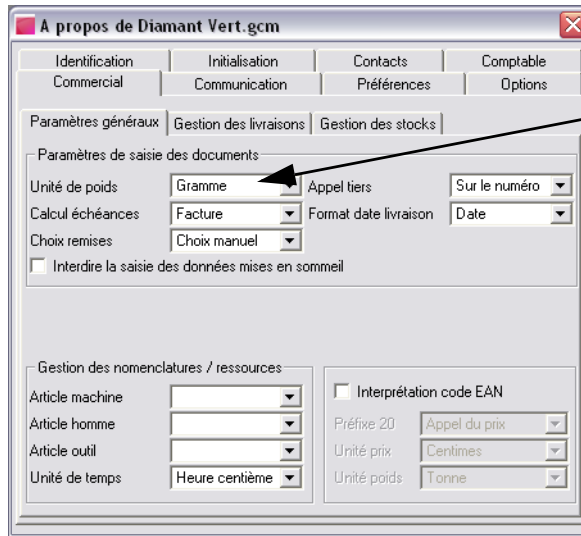 A propos de Diamant Vert.gcm
Identification Initialisation Contacts Comptable
Commercial Communication Préférences Options
Paramètres généraux Gestion des livraisons Gestion des stocks
Paramètres de saisie des documents
Unité de poids Gramme Appel tiers Sur le numéro
Calcul échéances Facture Format date livraison Date
Choix remises Choix manuel
Interdire la saisie des données mises en sommeil
Gestion des nomenclatures / ressources
Article machine Interprétation code EAN
Article homme Préfixe 20 Appel du prix
Article outil Unité prix Centimes
Unité de temps Heure centième Unité poids Tonne